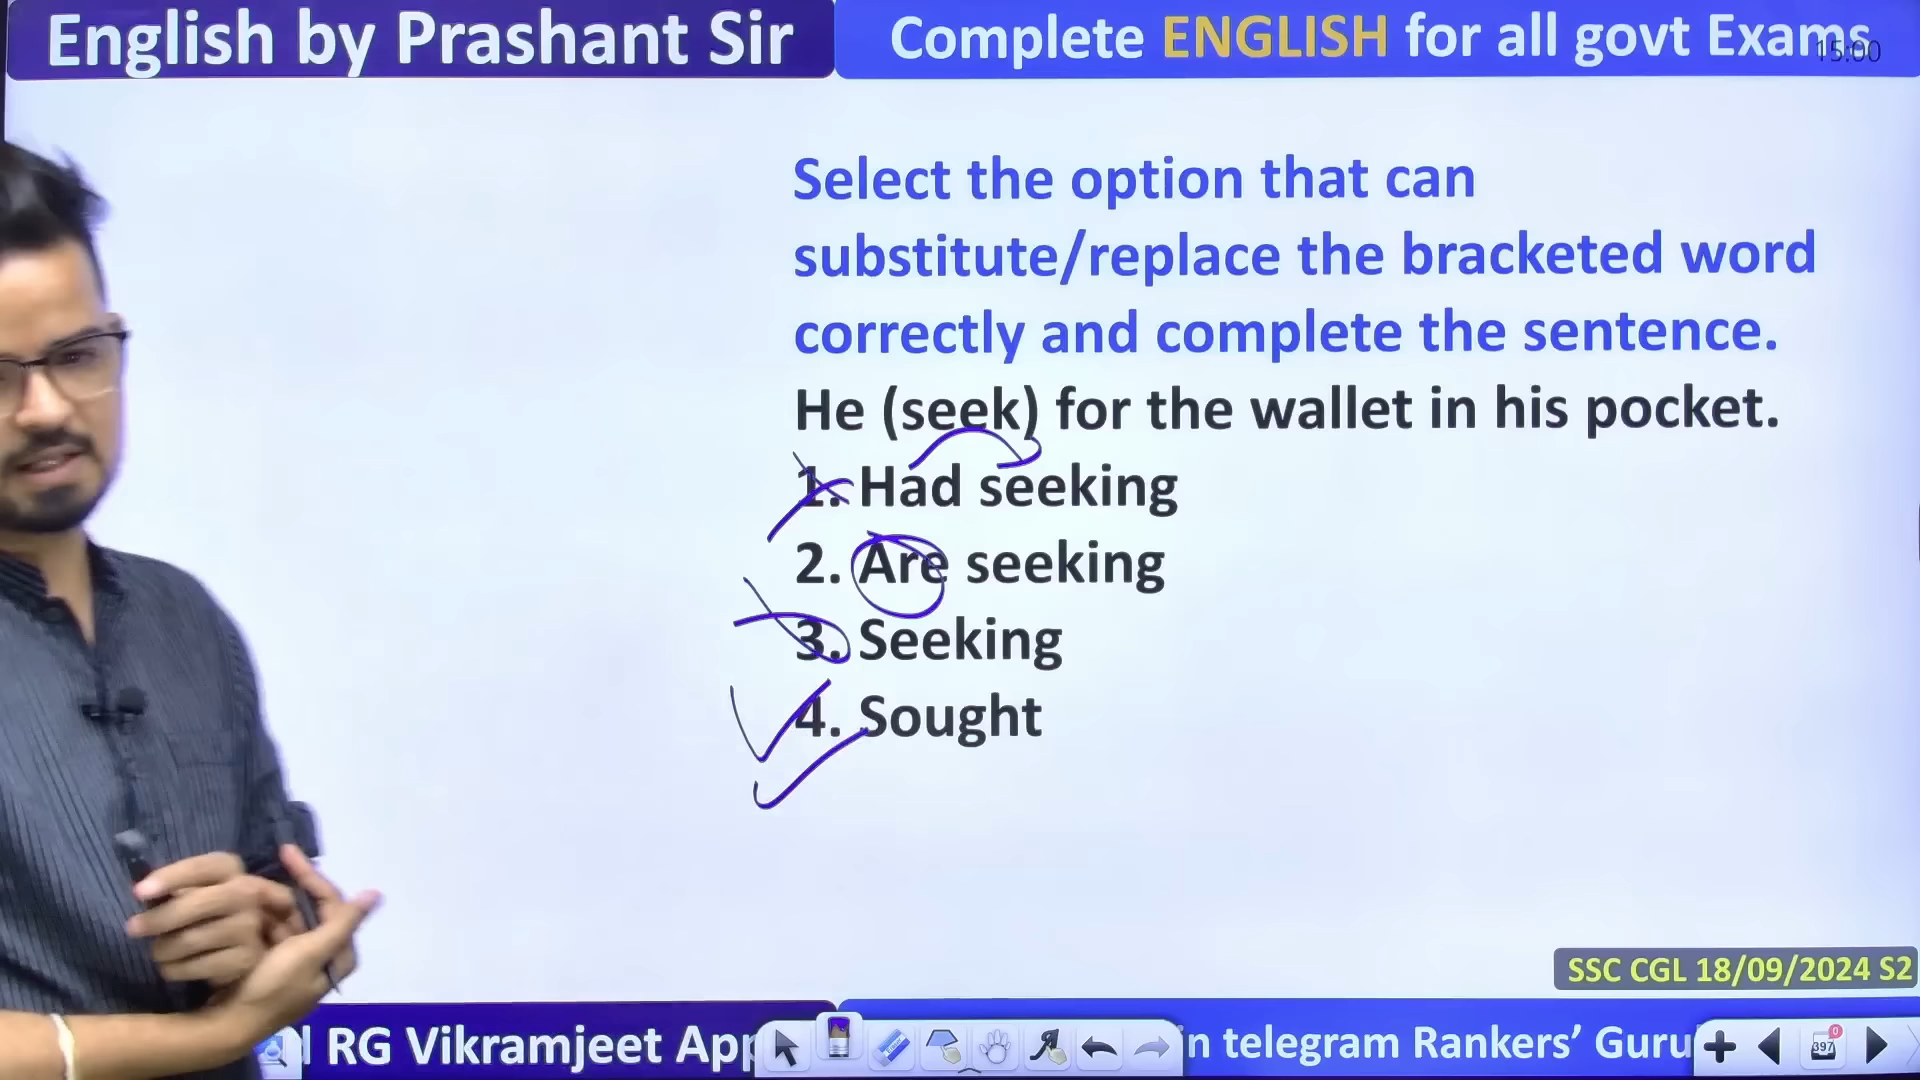 English by Prashant Sir
Complete ENGLISH for all govt Exams
15:00
Select the option that can
substitute/replace the bracketed word
correctly and complete the sentence.
He (seek) for the wallet in his pocket.
1. Had seeking
2. Are seeking
3. Seeking
4. Sought
SSC CGL 18/09/2024 S2
RG Vikramjeet App
in telegram Rankers’ Guru
397
0